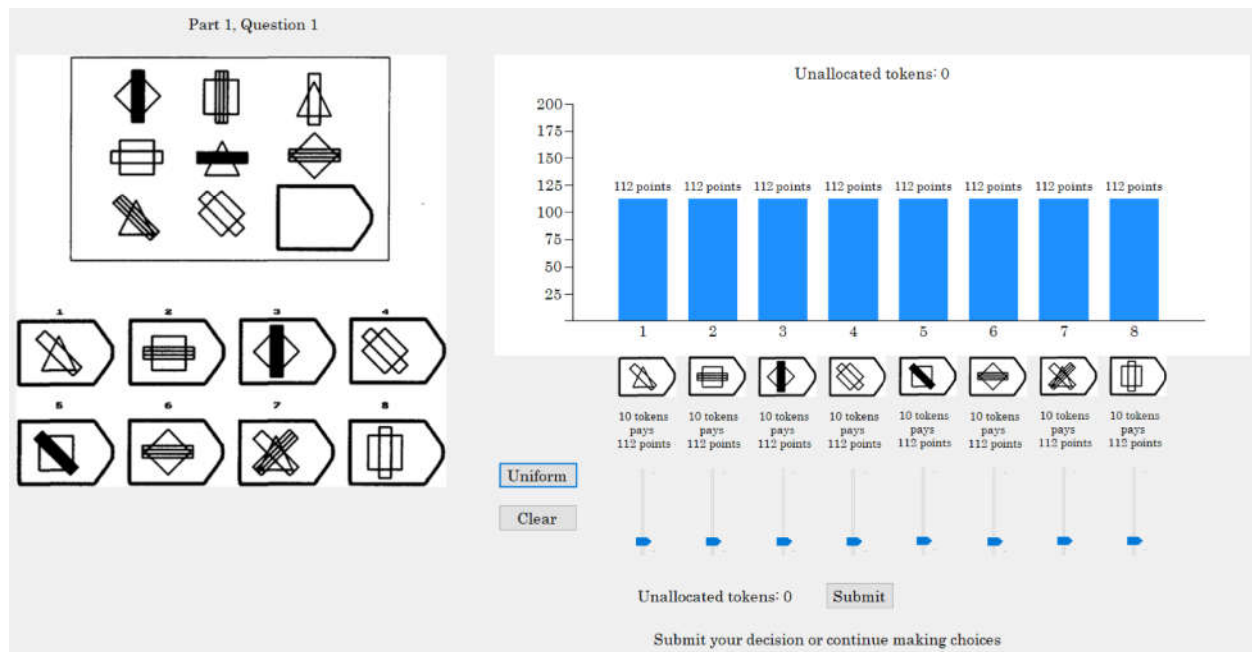 Part 1, Question 1
1 2 3 4
5 6 7 8
Unallocated tokens: 0
200
175
150
125
100
75
50
25
112 points 112 points 112 points 112 points 112 points 112 points 112 points 112 points
1 2 3 4 5 6 7 8
10 tokens 10 tokens 10 tokens 10 tokens 10 tokens 10 tokens 10 tokens 10 tokens
pays pays pays pays pays pays pays pays
112 points 112 points 112 points 112 points 112 points 112 points 112 points 112 points
Uniform
Clear
Unallocated tokens: 0 Submit
Submit your decision or continue making choices